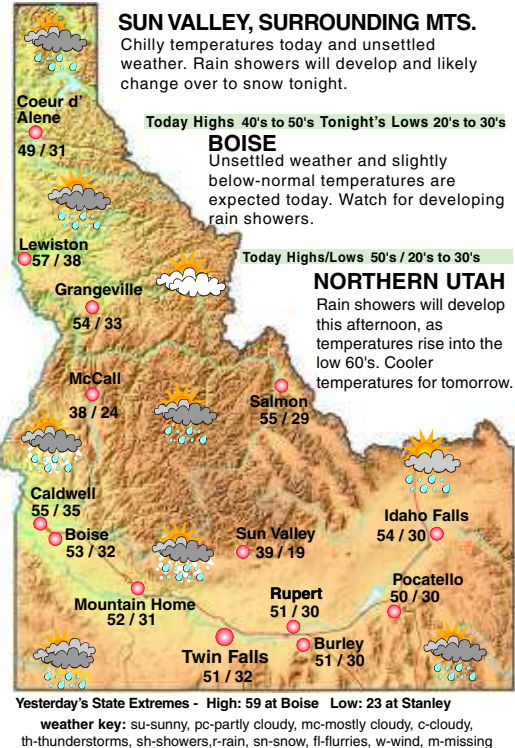 SUN VALLEY, SURROUNDING MTS.
Chilly temperatures today and unsettled
weather. Rain showers will develop and likely
change over to snow tonight.
Today Highs 40's to 50's Tonight's Lows 20's to 30's
BOISE
Unsettled weather and slightly
below-normal temperatures are
expected today. Watch for developing
rain showers.
Today Highs/Lows 50's / 20's to 30's
NORTHERN UTAH
Rain showers will develop
this afternoon, as
temperatures rise into the
low 60's. Cooler
temperatures for tomorrow.
Coeur d'
Alene
49 / 31
Lewiston
57 / 38
Grangeville
54 / 33
McCall
38 / 24
Salmon
55 / 29
Caldwell
55 / 35
Boise
53 / 32
Sun Valley
39 / 19
Idaho Falls
54 / 30
Pocatello
50 / 30
Mountain Home
52 / 31
Rupert
51 / 30
Burley
51 / 30
Twin Falls
51 / 32
Yesterday's State Extremes - High: 59 at Boise Low: 23 at Stanley
weather key: su-sunny, pc-partly cloudy, mc-mostly cloudy, c-cloudy,
th-thunderstorms, sh-showers,r-rain, sn-snow, fl-flurries, w-wind, m-missing